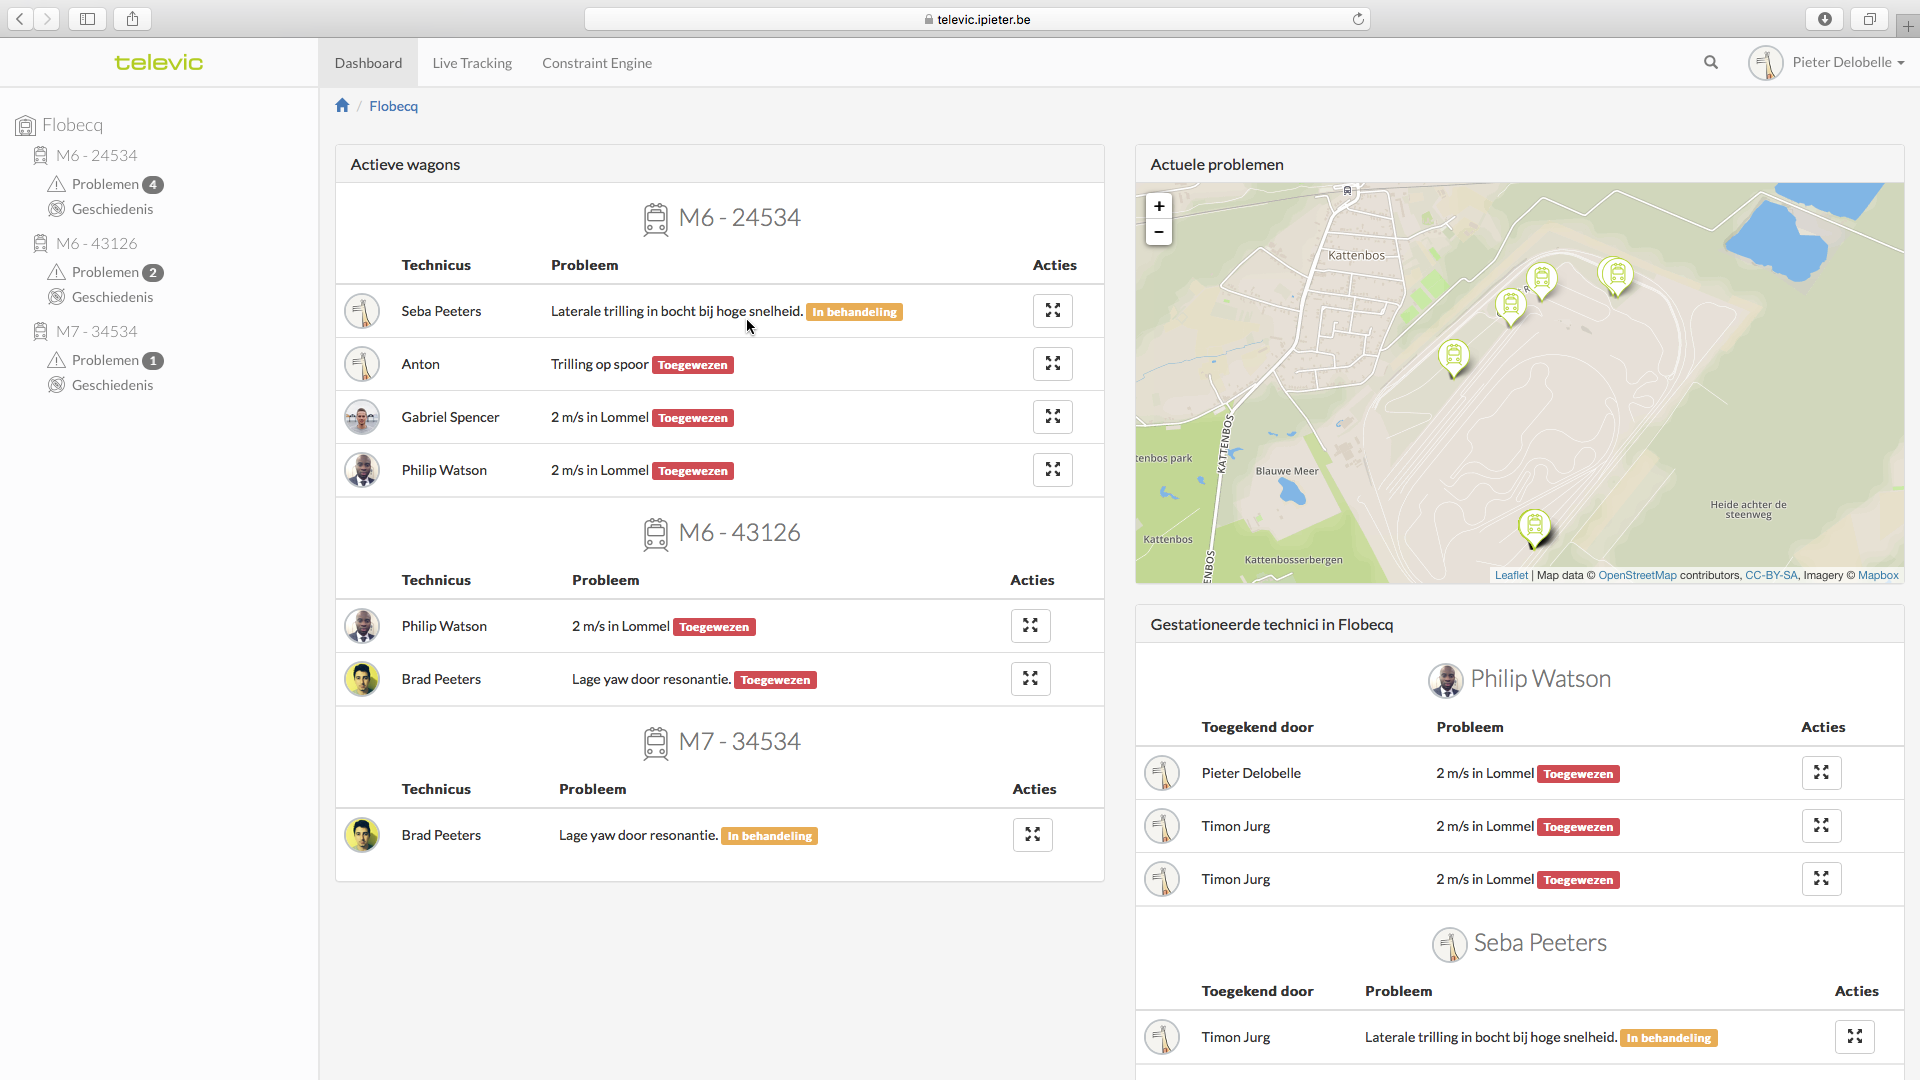 televic.ipieter.be
televic
Dashboard
Live Tracking
Constraint Engine
Pieter Delobelle
/ Flobecq
Flobecq
M6 - 24534
Problemen 4
Geschiedenis
M6 - 43126
Problemen 2
Geschiedenis
M7 - 34534
Problemen 1
Geschiedenis
Actieve wagons
M6 - 24534
Technicus Probleem Acties
Seba Peeters Laterale trilling in bocht bij hoge snelheid. In behandeling
Anton Trilling op spoor Toegewezen
Gabriel Spencer 2 m/s in Lommel Toegewezen
Philip Watson 2 m/s in Lommel Toegewezen
M6 - 43126
Technicus Probleem Acties
Philip Watson 2 m/s in Lommel Toegewezen
Brad Peeters Lage yaw door resonantie. Toegewezen
M7 - 34534
Technicus Probleem Acties
Brad Peeters Lage yaw door resonantie. In behandeling
Actuele problemen
+
−
Kattenbos
KATTENBOS
tenbos park
Blauwe Meer
Heide achter de
steenweg
Kattenbos
Kattenbosserbergen
ENBOS
Leaflet | Map data © OpenStreetMap contributors, CC-BY-SA, Imagery © Mapbox
Gestationeerde technici in Flobecq
Philip Watson
Toegekend door Probleem Acties
Pieter Delobelle 2 m/s in Lommel Toegewezen
Timon Jurg 2 m/s in Lommel Toegewezen
Timon Jurg 2 m/s in Lommel Toegewezen
Seba Peeters
Toegekend door Probleem Acties
Timon Jurg Laterale trilling in bocht bij hoge snelheid. In behandeling